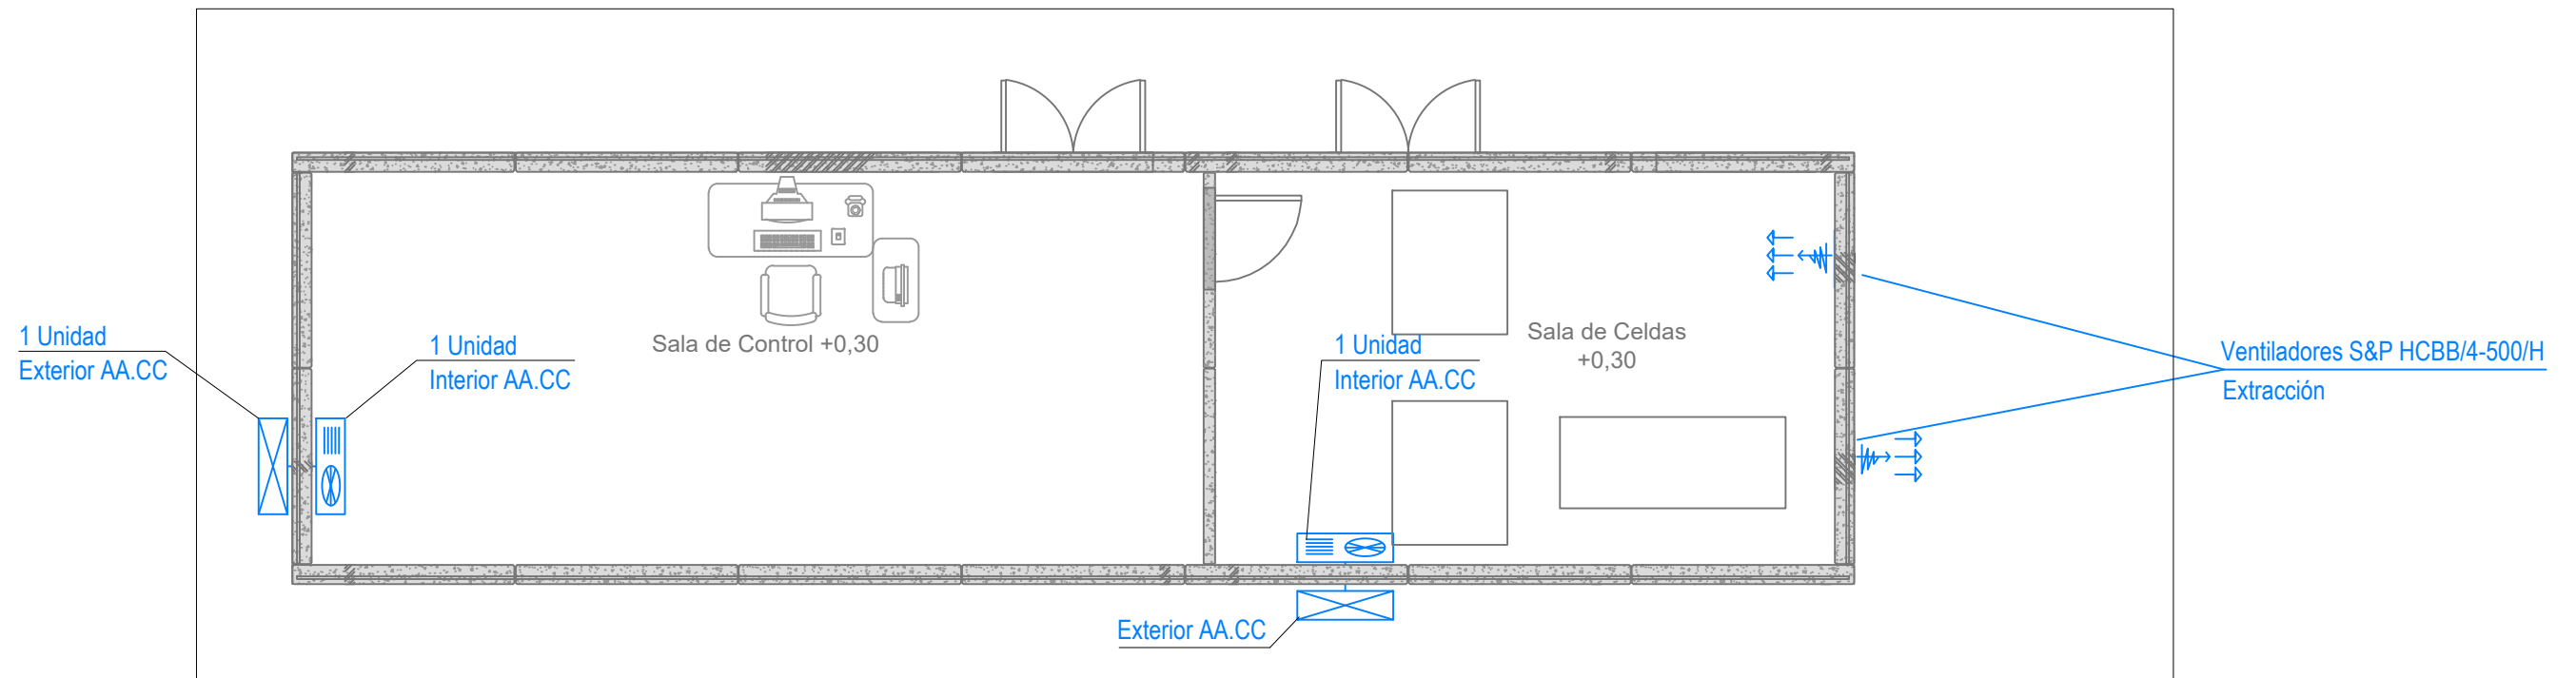 1 Unidad
Exterior AA.CC
1 Unidad
Interior AA.CC
Sala de Control +0,30
1 Unidad
Interior AA.CC
Sala de Celdas
+0,30
Ventiladores S&P HCBB/4-500/H
Extracción
Exterior AA.CC